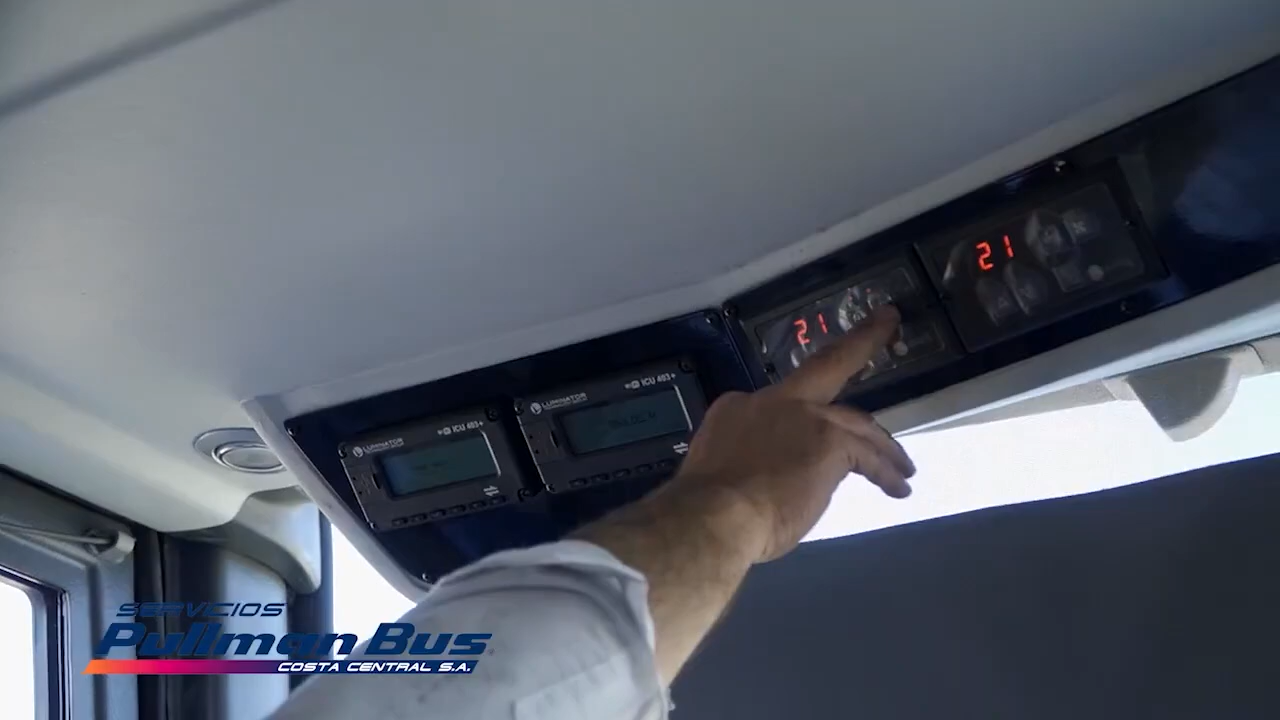 21
21
LUMINATOR
ICU 403+
LUMINATOR
ICU 403+
SERVICIOS
Pullman Bus
COSTA CENTRAL S.A.